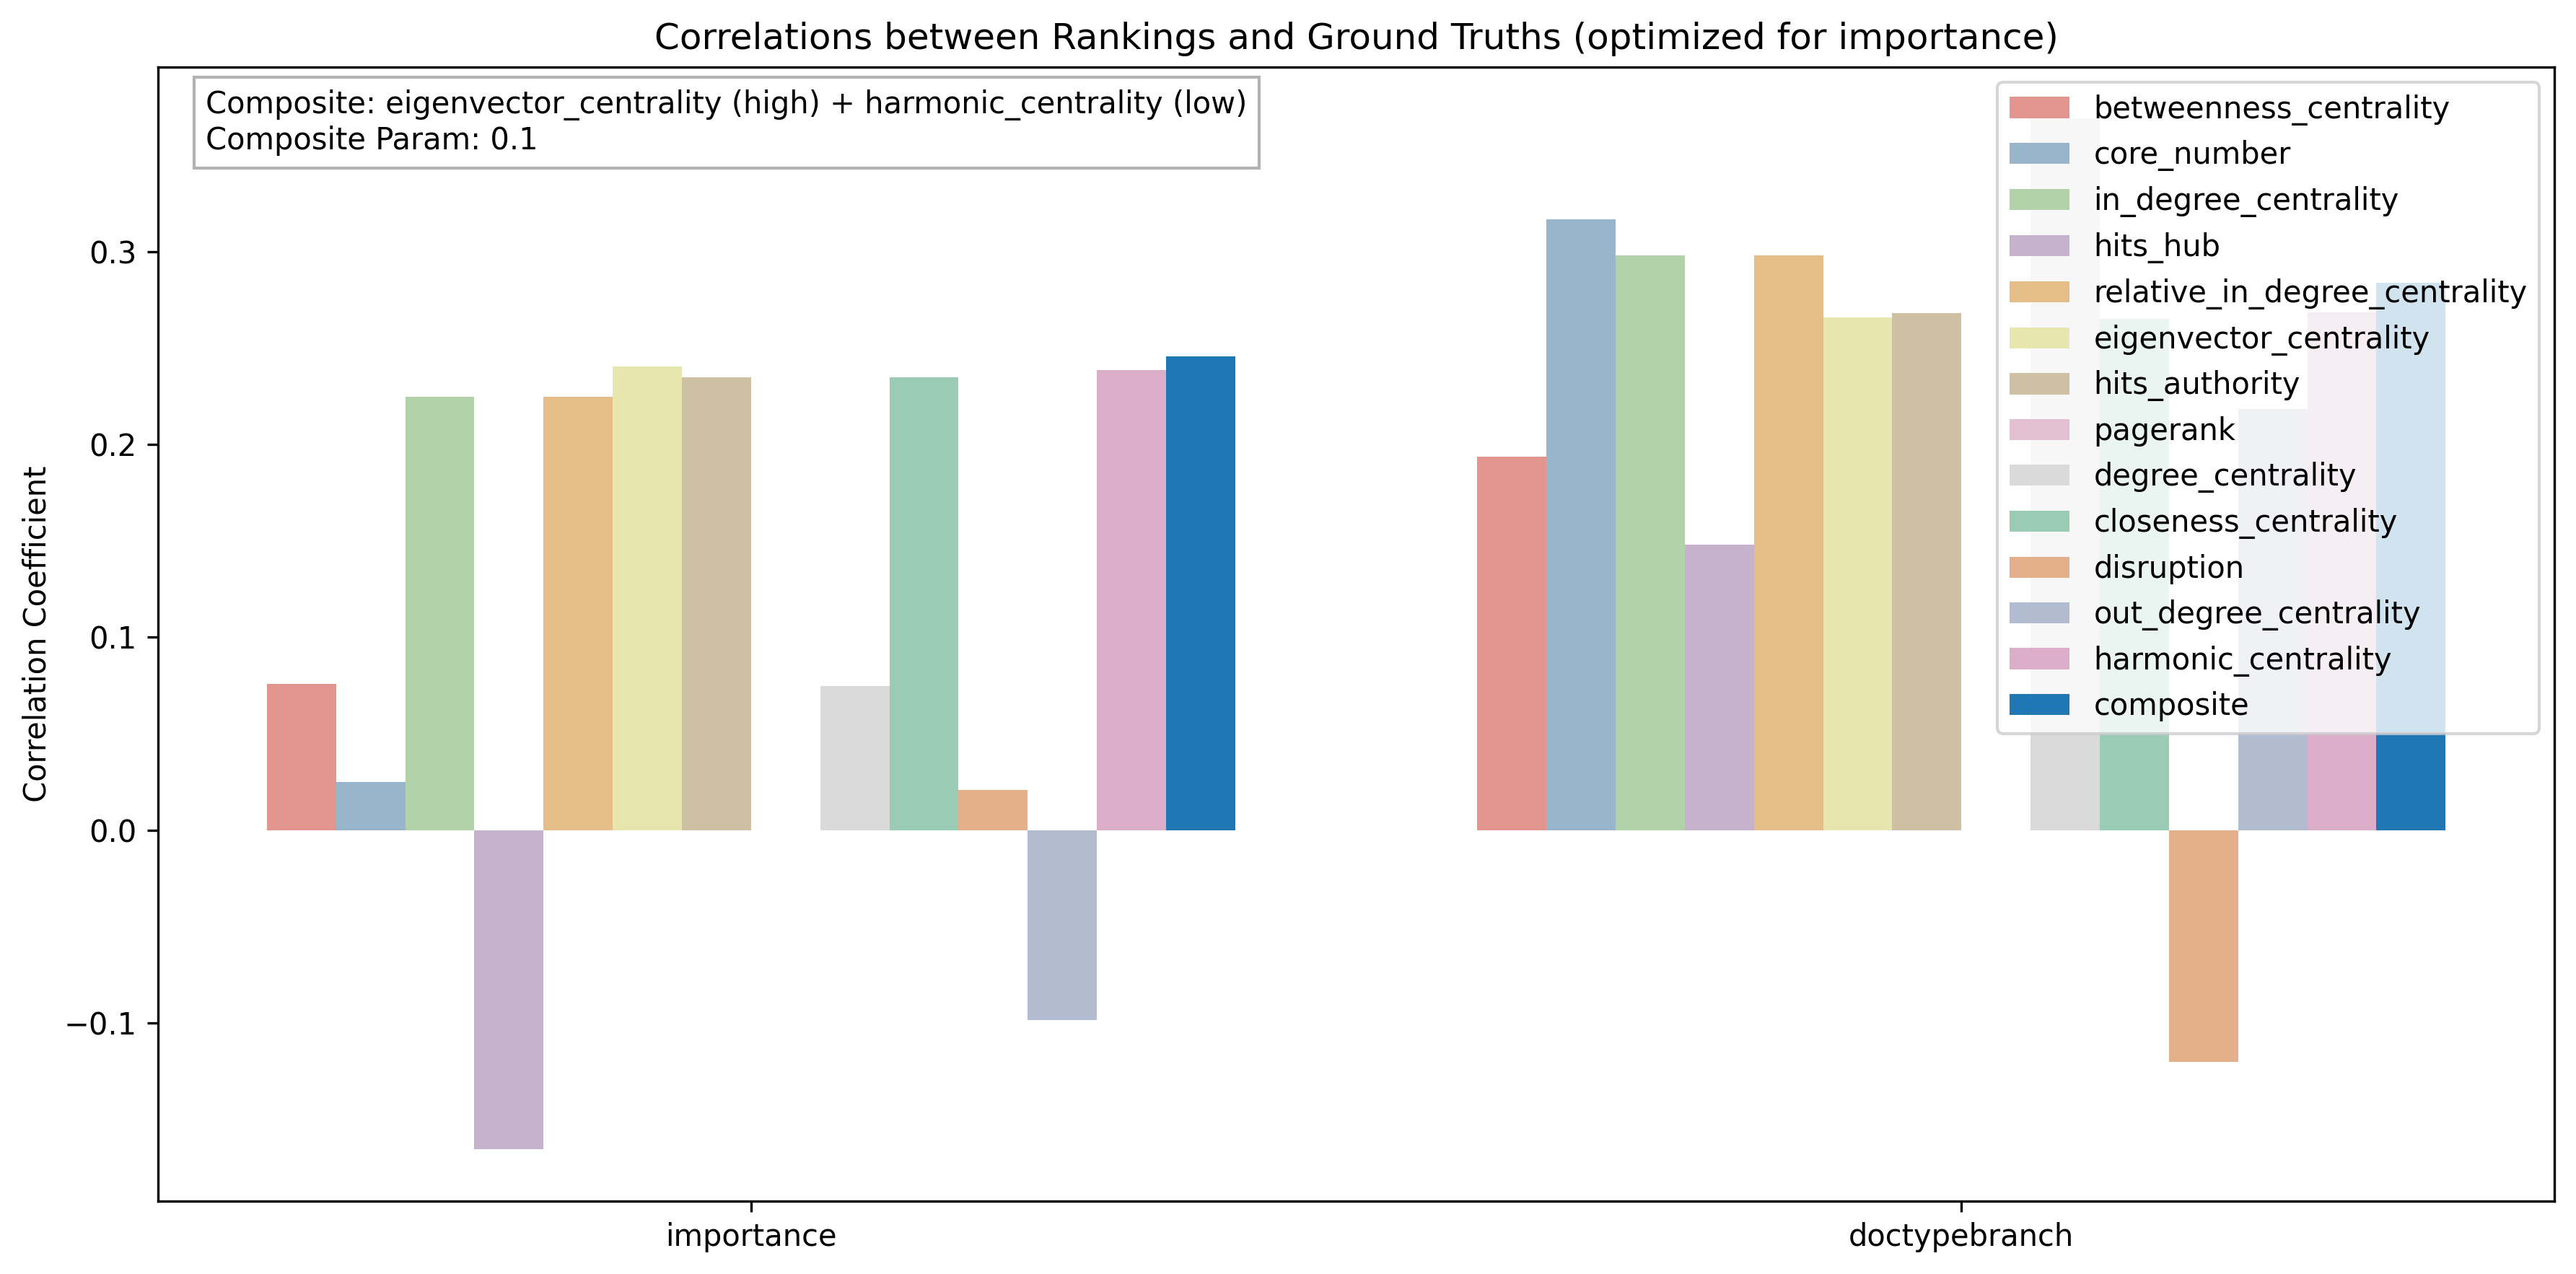 Correlations between Rankings and Ground Truths (optimized for importance)
Composite: eigenvector_centrality (high) + harmonic_centrality (low)
Composite Param: 0.1
betweenness_centrality
core_number
in_degree_centrality
hits_hub
relative_in_degree_centrality
eigenvector_centrality
hits_authority
pagerank
degree_centrality
closeness_centrality
disruption
out_degree_centrality
harmonic_centrality
composite
Correlation Coefficient
0.3
0.2
0.1
0.0
−0.1
importance
doctypebranch